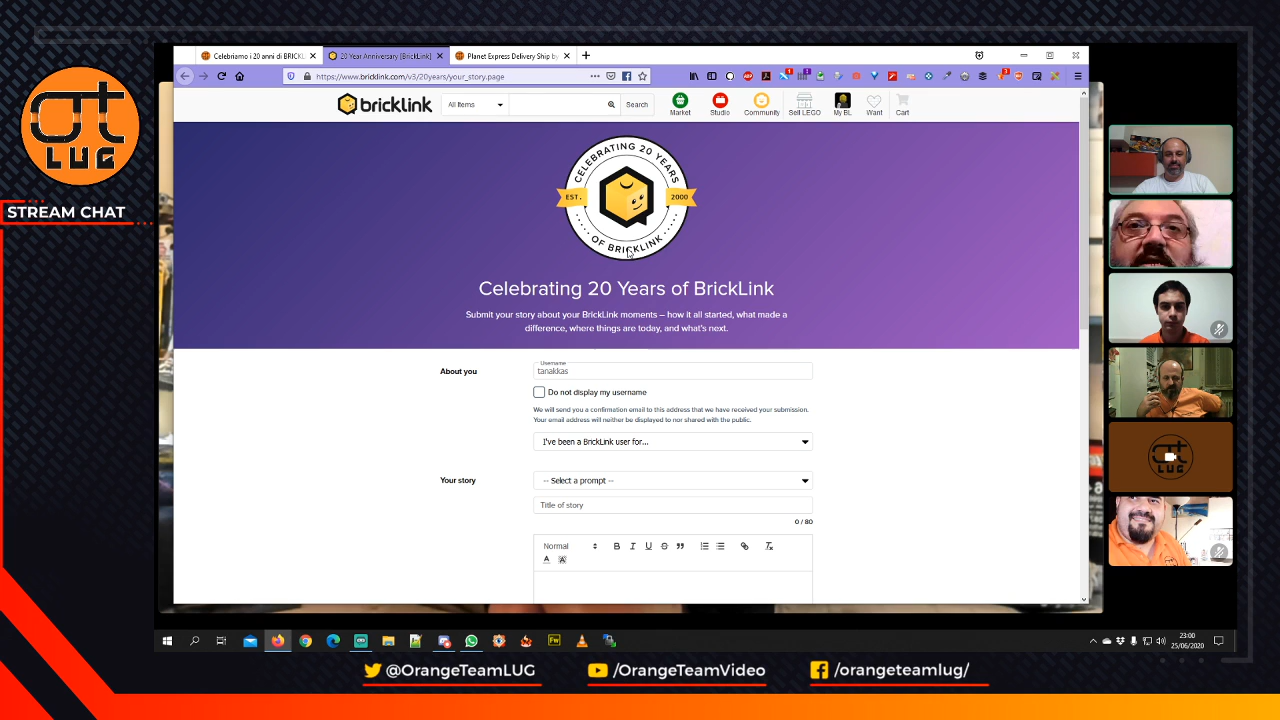 Celebriamo i 20 anni di BRICKL
20 Year Anniversary [BrickLink]
Planet Express Delivery Ship by
https://www.bricklink.com/v3/20years/your_story.page
bricklink
All Items
Search
Market
Studio
Community
Sell LEGO
My BL
Want
Cart
CELEBRATING 20 YEARS
EST.
2000
OF BRICKLINK
Celebrating 20 Years of BrickLink
Submit your story about your BrickLink moments – how it all started, what made a
difference, where things are today, and what's next.
About you
Username
tanakkas
Do not display my username
We will send you a confirmation email to this address that we have received your submission.
Your email address will neither be displayed to nor shared with the public.
I've been a BrickLink user for...
Your story
-- Select a prompt --
Title of story
0 / 80
Normal
LUG
STREAM CHAT
LUG
23:00
25/06/2020
@OrangeTeamLUG
/OrangeTeamVideo
/orangeteamlug/